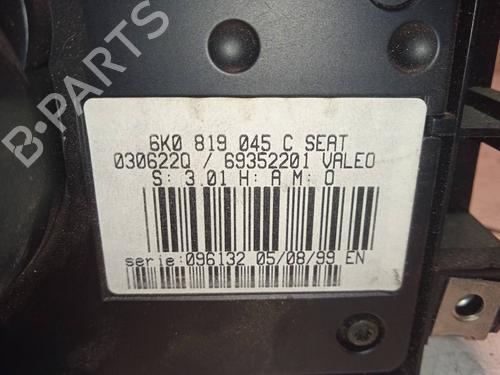 6K0 819 045 C SEAT
030622Q / 69352201 VALEO
S: 3.01 H: A M: 0
serie:096132 05/08/99 EN
B-PARTS